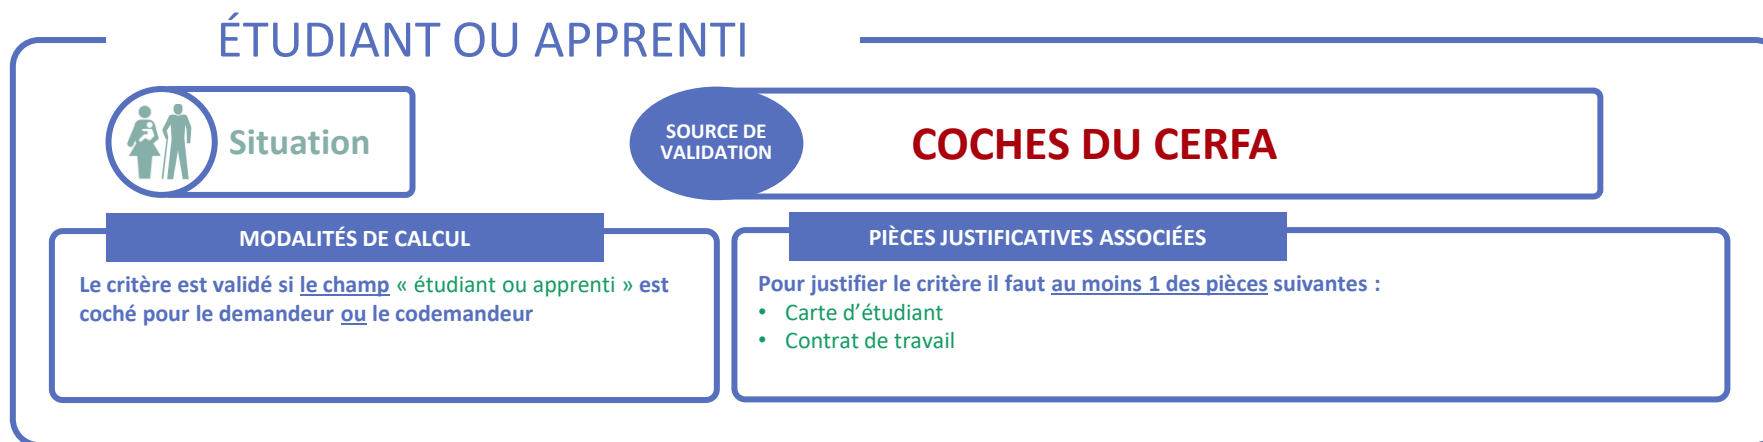 ÉTUDIANT OU APPRENTI
Situation
SOURCE DE
VALIDATION
COCHES DU CERFA
MODALITÉS DE CALCUL
Le critère est validé si le champ « étudiant ou apprenti » est
coché pour le demandeur ou le codemandeur
PIÈCES JUSTIFICATIVES ASSOCIÉES
Pour justifier le critère il faut au moins 1 des pièces suivantes :
• Carte d’étudiant
• Contrat de travail